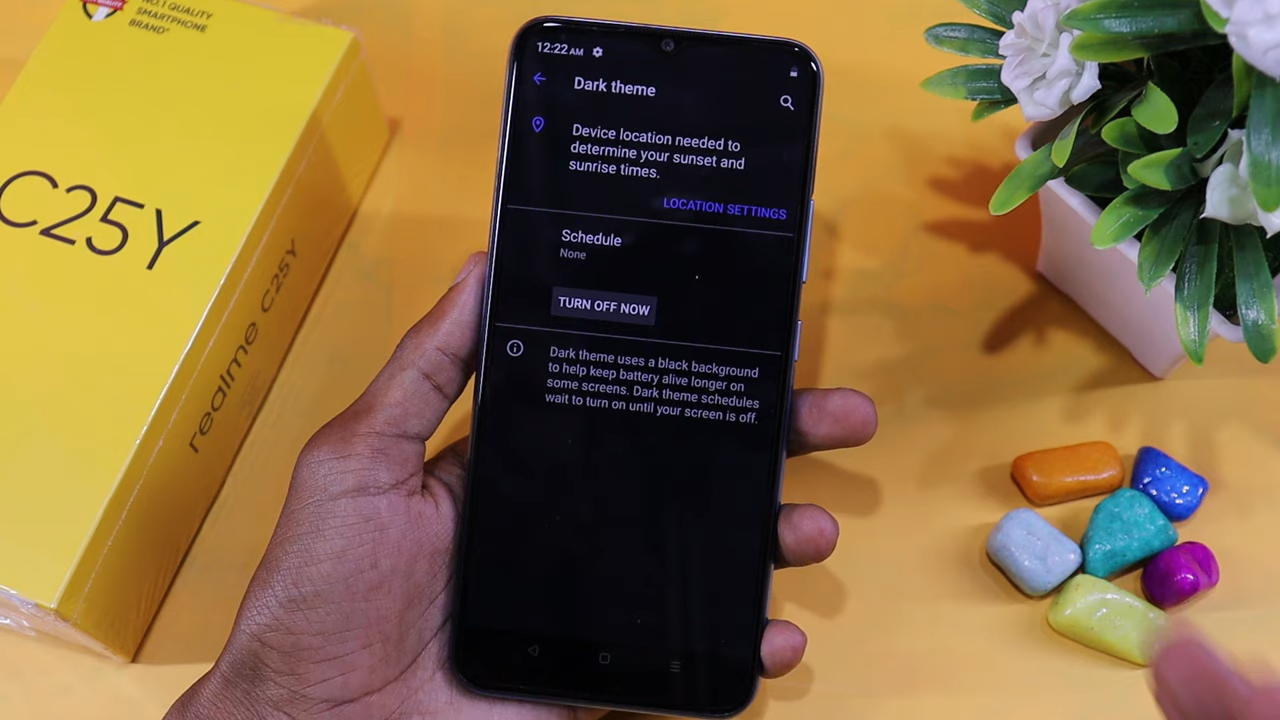 NO.1 QUALITY
SMARTPHONE
BRAND*
C25Y
realme C25Y
12:22 AM
Dark theme
Device location needed to
determine your sunset and
sunrise times.
LOCATION SETTINGS
Schedule
None
TURN OFF NOW
Dark theme uses a black background
to help keep battery alive longer on
some screens. Dark theme schedules
wait to turn on until your screen is off.